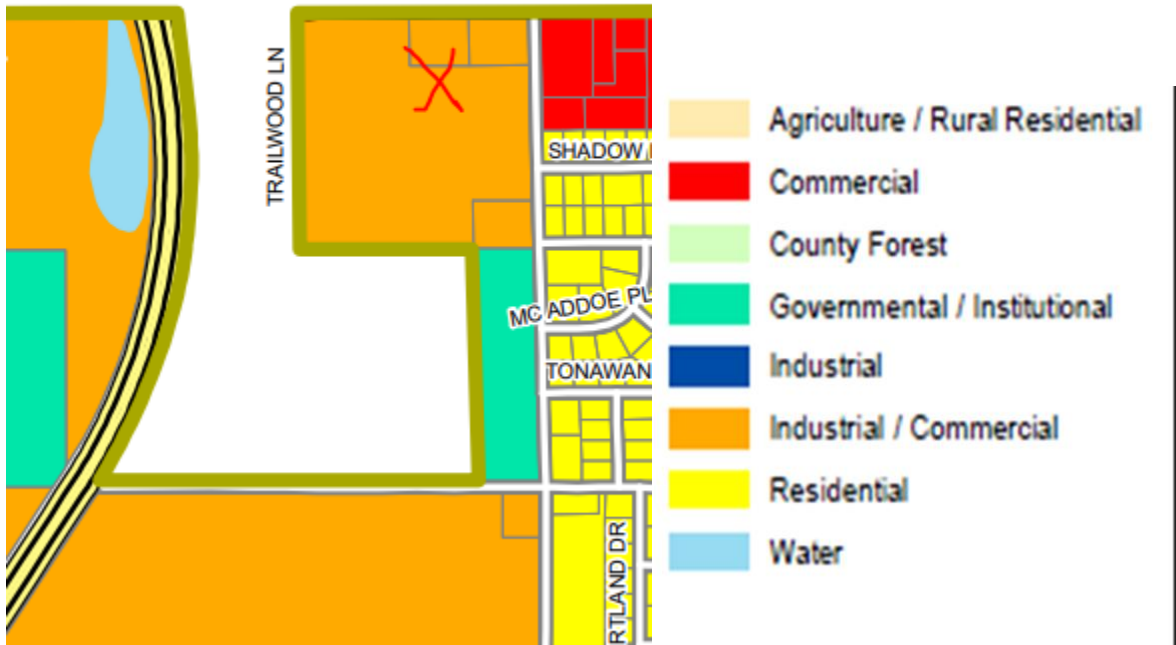 TRAILWOOD LN
SHADOW
MC ADDOE PL
TONAWAN
RTLAND DR
Agriculture / Rural Residential
Commercial
County Forest
Governmental / Institutional
Industrial
Industrial / Commercial
Residential
Water